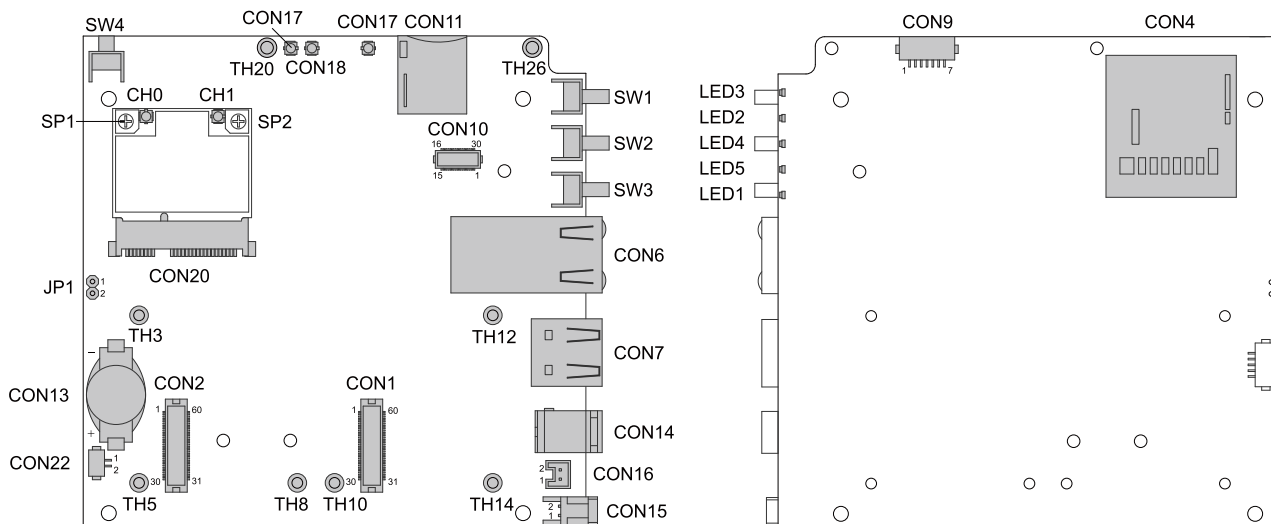 CON17 CON11
CON17
SW4
TH20
CON18
TH26
CH0
CH1
SP1
SP2
CON10
16
30
15
1
SW1
SW2
SW3
CON6
CON20
JP1
1
2
TH3
TH12
CON7
−
CON13
+
CON2
1
60
30
31
CON1
1
60
30
31
CON14
CON22
1
2
CON16
2
1
TH5
TH8
TH10
TH14
CON15
2
1
CON9
1
7
CON4
LED3
LED2
LED4
LED5
LED1